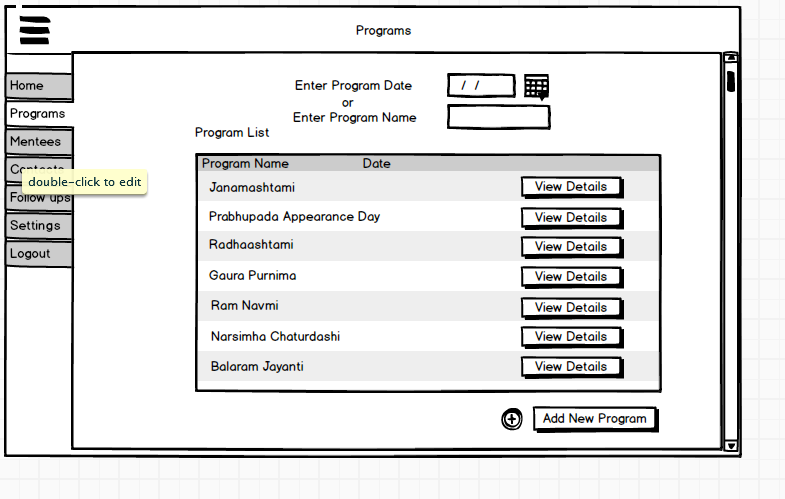 Programs
Home
Programs
Mentees
double-click to edit
Follow ups
Settings
Logout
Enter Program Date
/ /
or
Enter Program Name
Program List
Program Name Date
Janamashtami View Details
Prabhupada Appearance Day View Details
Radhaashtami View Details
Gaura Purnima View Details
Ram Navmi View Details
Narsimha Chaturdashi View Details
Balaram Jayanti View Details
Add New Program